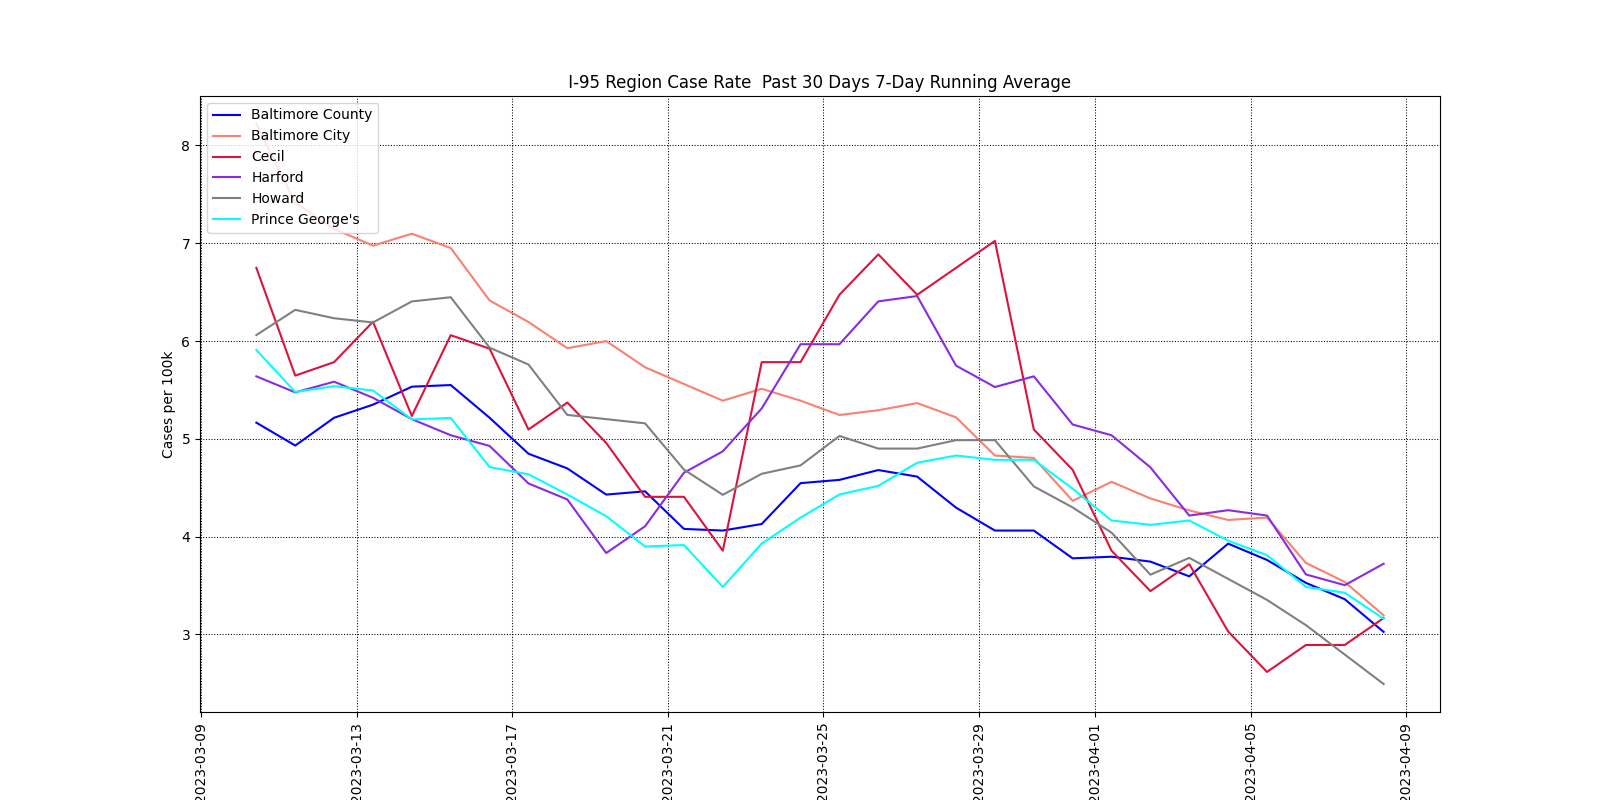 I-95 Region Case Rate  Past 30 Days 7-Day Running Average
Baltimore County
Baltimore City
Cecil
Harford
Howard
Prince George's
Cases per 100k
8
7
6
5
4
3
2023-03-09
2023-03-13
2023-03-17
2023-03-21
2023-03-25
2023-03-29
2023-04-01
2023-04-05
2023-04-09